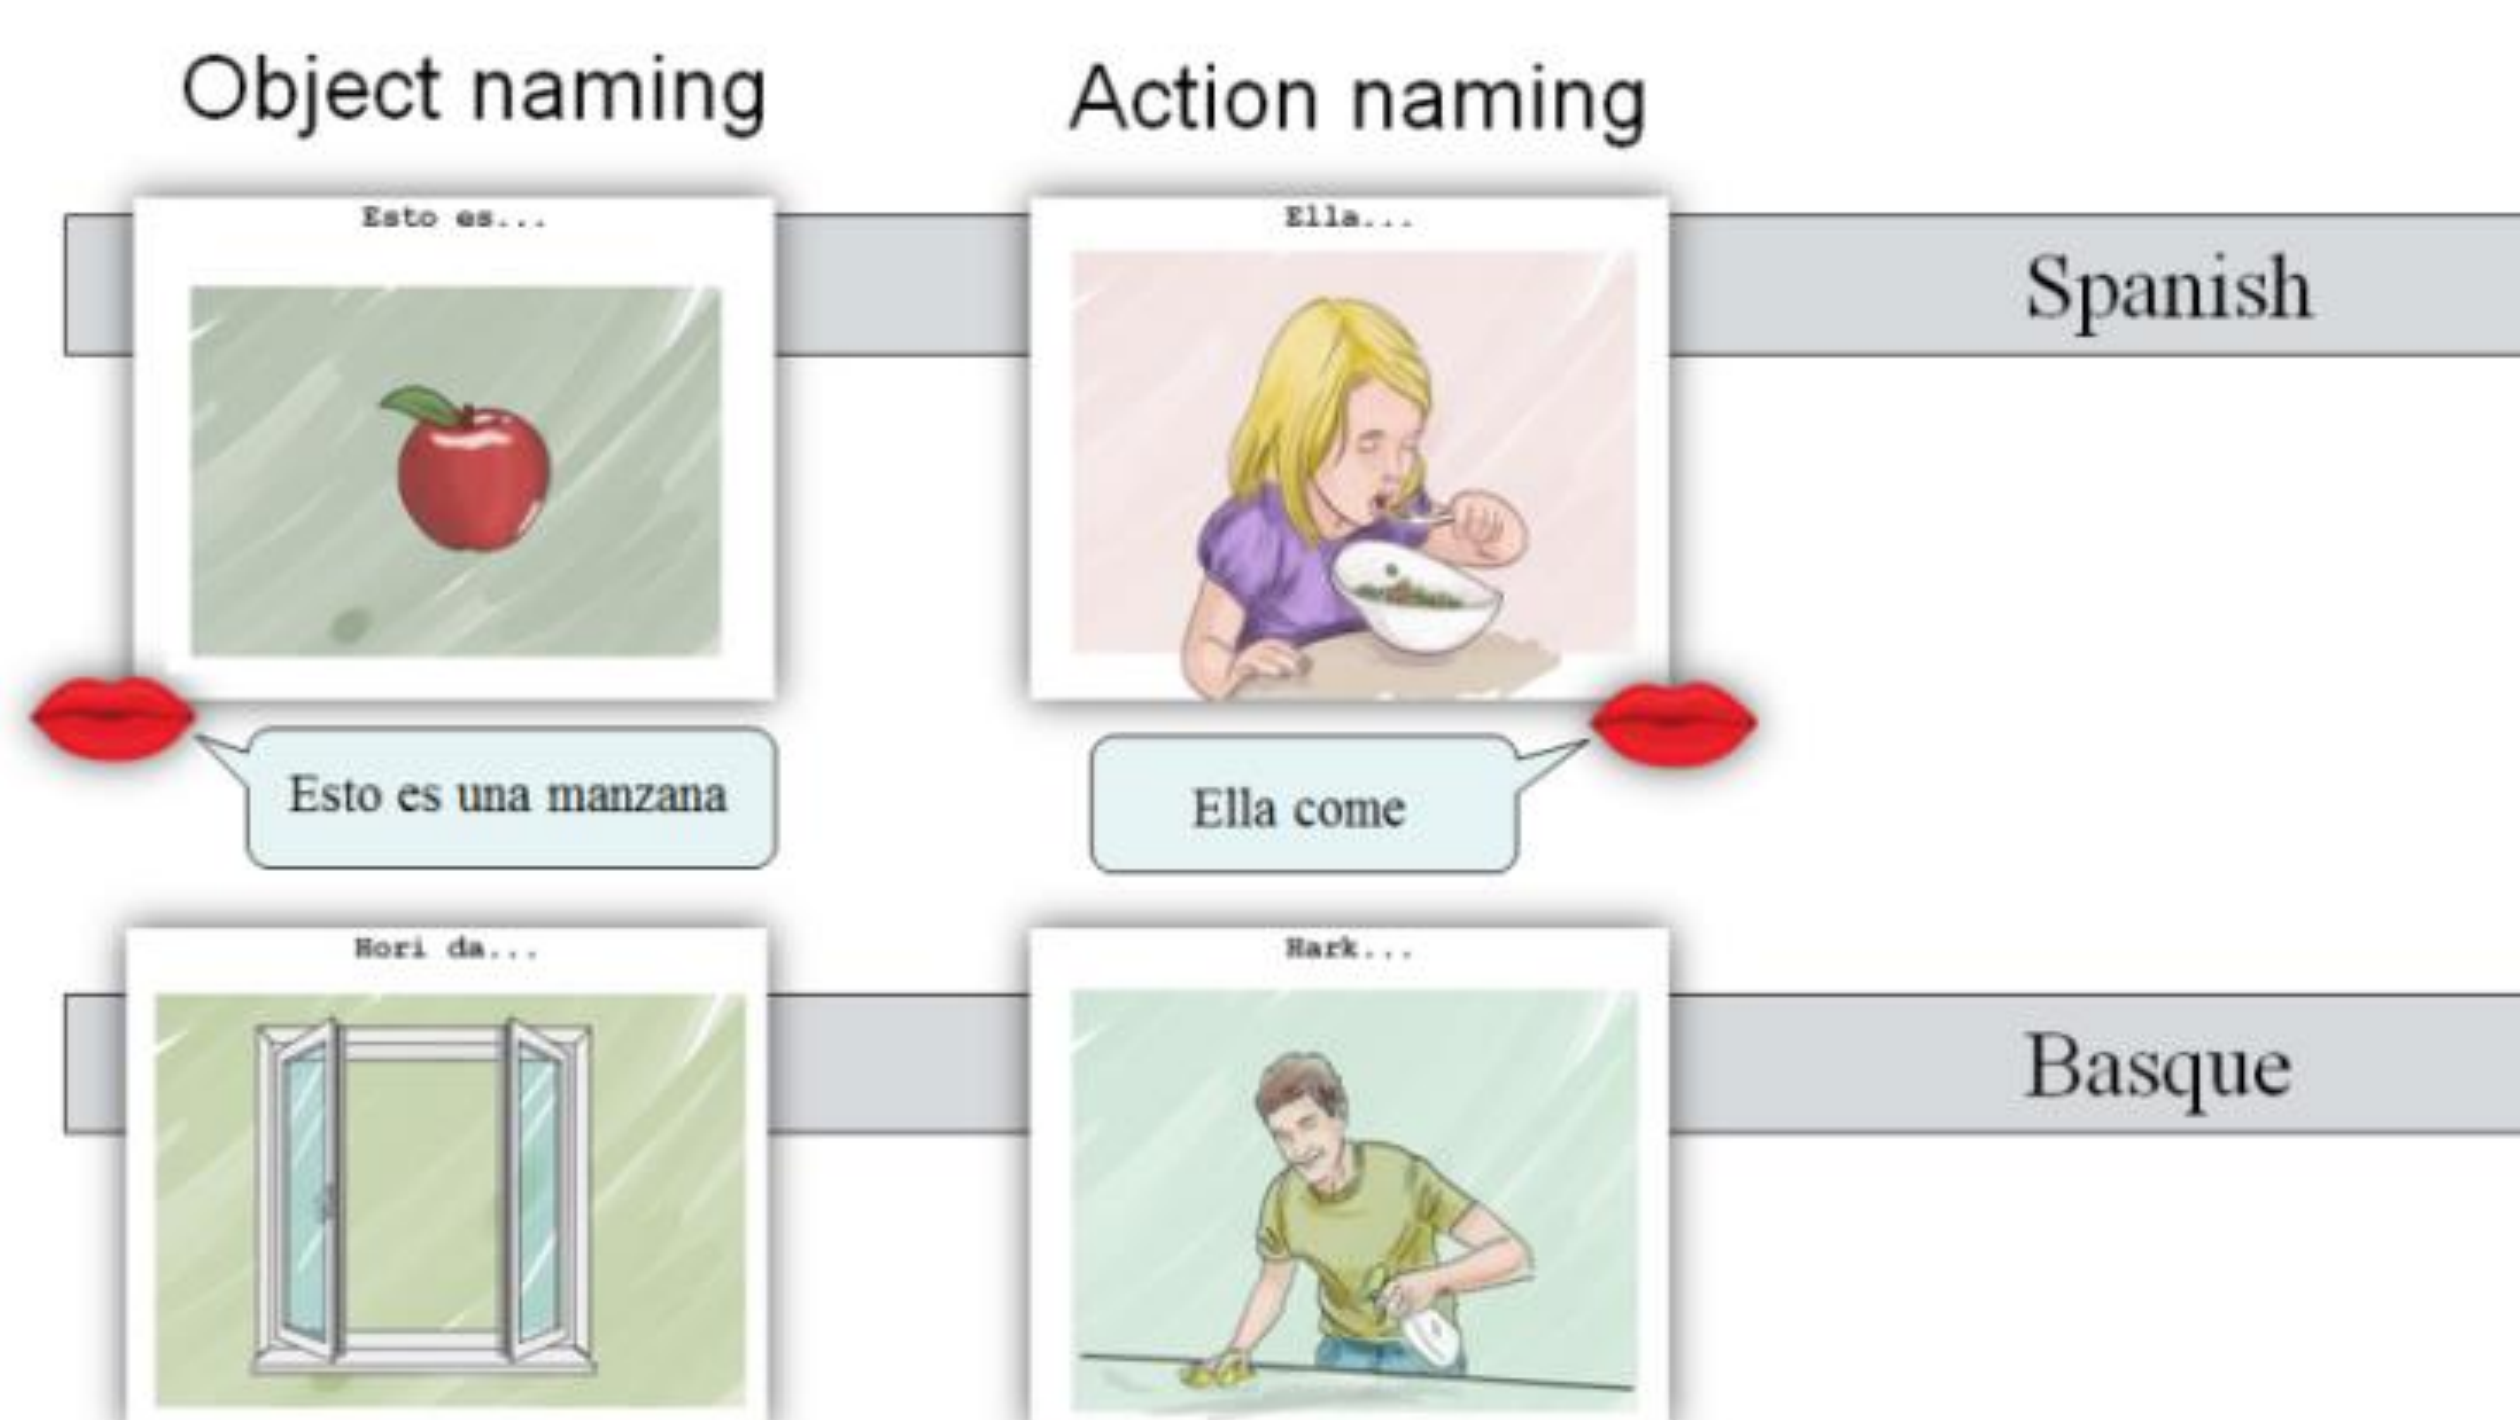 Object naming
Action naming
Esto es...
Ella...
Spanish
Esto es una manzana
Ella come
Hori da...
Hark...
Basque